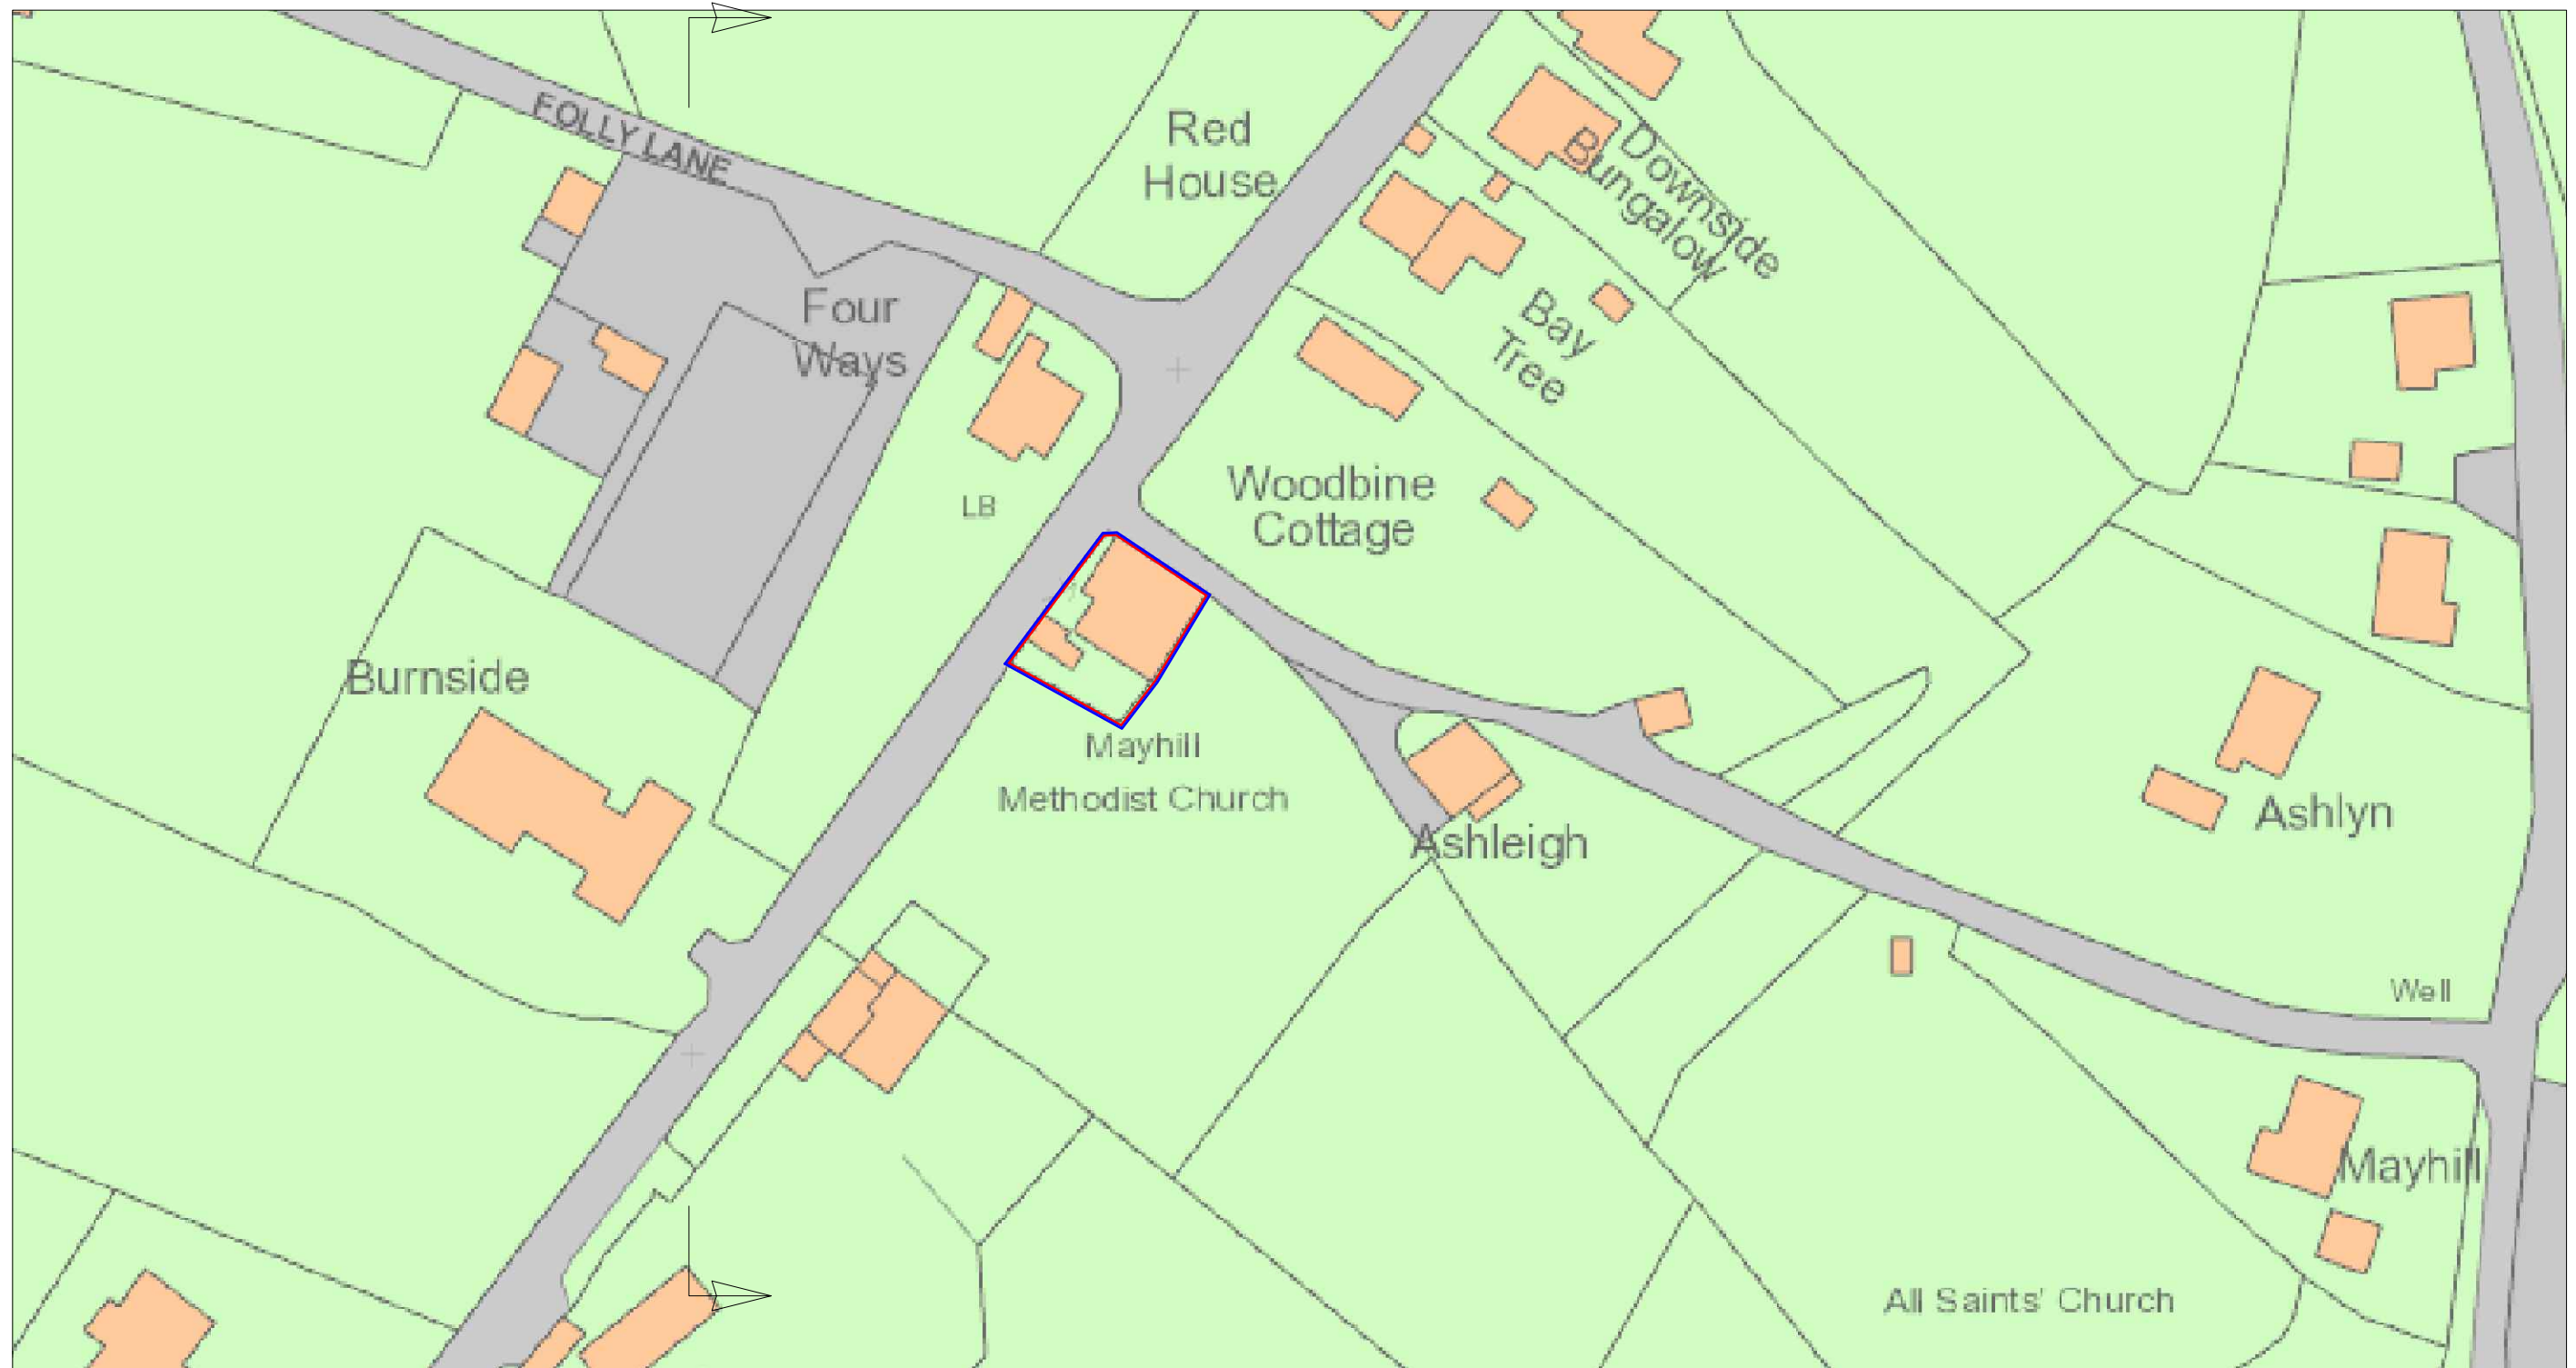 FOLLY LANE
Red
House
Downside
Bungalow
Four
Ways
Bay
Tree
Woodbine
Cottage
LB
Burnside
Mayhill
Methodist Church
Ashleigh
Ashlyn
Well
Mayhill
All Saints' Church